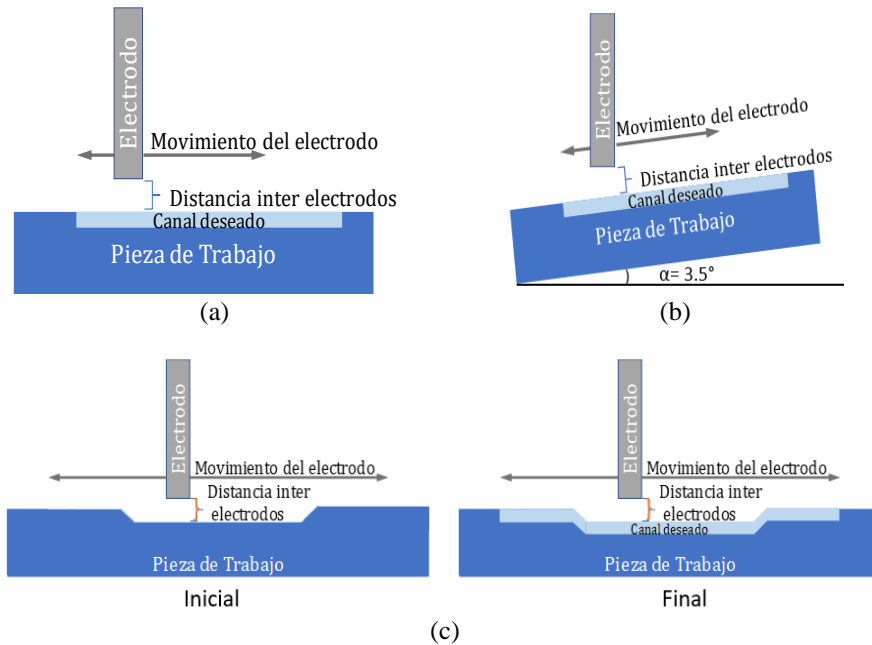 Electrodo
Movimiento del electrodo
Distancia inter electrodos
Canal deseado
Pieza de Trabajo
(a)
Electrodo
Movimiento del electrodo
Distancia inter electrodos
Canal deseado
Pieza de Trabajo
α= 3.5°
(b)
Electrodo
Movimiento del electrodo
Distancia inter
electrodos
Pieza de Trabajo
Inicial
Electrodo
Movimiento del electrodo
Distancia inter
electrodos
Canal deseado
Pieza de Trabajo
Final
(c)